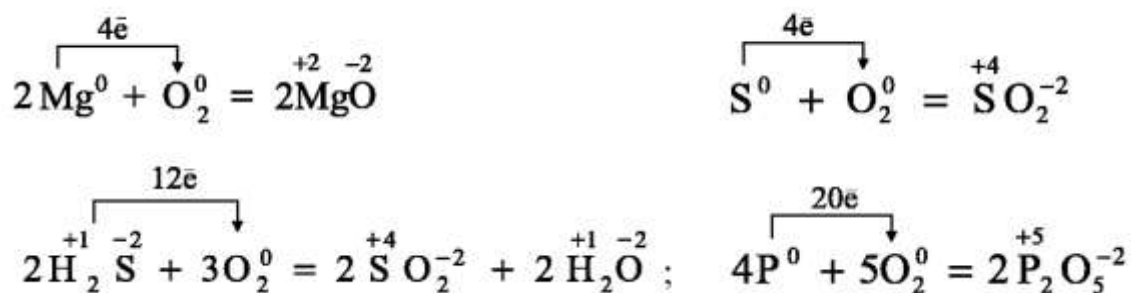 4ē 4ē
2Mg⁰ + O₂⁰ = 2Mg⁺²O⁻² S⁰ + O₂⁰ = S⁺⁴O₂⁻²
12ē 20ē
2H₂⁺¹S⁻² + 3O₂⁰ = 2S⁺⁴O₂⁻² + 2H₂⁺¹O⁻² ; 4P⁰ + 5O₂⁰ = 2P₂⁺⁵O₅⁻²